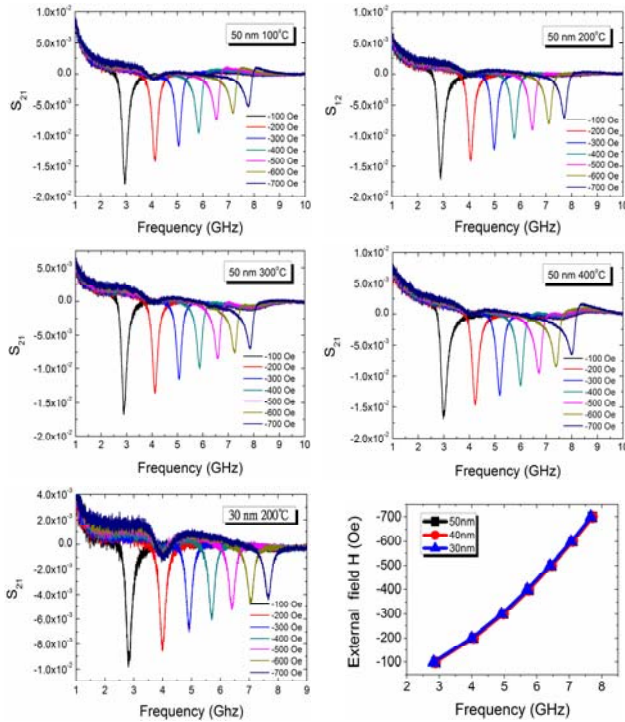 1.0x10⁻²
5.0x10⁻³
0.0
-5.0x10⁻³
-1.0x10⁻²
-1.5x10⁻²
-2.0x10⁻²
S₂₁
50 nm 100°C
-100 Oe
-200 Oe
-300 Oe
-400 Oe
-500 Oe
-600 Oe
-700 Oe
1 2 3 4 5 6 7 8 9 10
Frequency (GHz)
1.0x10⁻²
5.0x10⁻³
0.0
-5.0x10⁻³
-1.0x10⁻²
-1.5x10⁻²
-2.0x10⁻²
S₁₂
50 nm 200°C
-100 Oe
-200 Oe
-300 Oe
-400 Oe
-500 Oe
-600 Oe
-700 Oe
1 2 3 4 5 6 7 8 9 10
Frequency (GHz)
5.0x10⁻³
0.0
-5.0x10⁻³
-1.0x10⁻²
-1.5x10⁻²
-2.0x10⁻²
S₂₁
50 nm 300°C
-100 Oe
-200 Oe
-300 Oe
-400 Oe
-500 Oe
-600 Oe
-700 Oe
1 2 3 4 5 6 7 8 9 10
Frequency (GHz)
1.0x10⁻²
5.0x10⁻³
0.0
-5.0x10⁻³
-1.0x10⁻²
-1.5x10⁻²
-2.0x10⁻²
S₂₁
50 nm 400°C
-100 Oe
-200 Oe
-300 Oe
-400 Oe
-500 Oe
-600 Oe
-700 Oe
1 2 3 4 5 6 7 8 9 10
Frequency (GHz)
4.0x10⁻³
2.0x10⁻³
0.0
-2.0x10⁻³
-4.0x10⁻³
-6.0x10⁻³
-8.0x10⁻³
-1.0x10⁻²
S₂₁
30 nm 200℃
-100 Oe
-200 Oe
-300 Oe
-400 Oe
-500 Oe
-600 Oe
-700 Oe
1 2 3 4 5 6 7 8 9
Frequency (GHz)
External field H (Oe)
-700
-600
-500
-400
-300
-200
-100
50nm
40nm
30nm
2 3 4 5 6 7 8
Frequency (GHz)